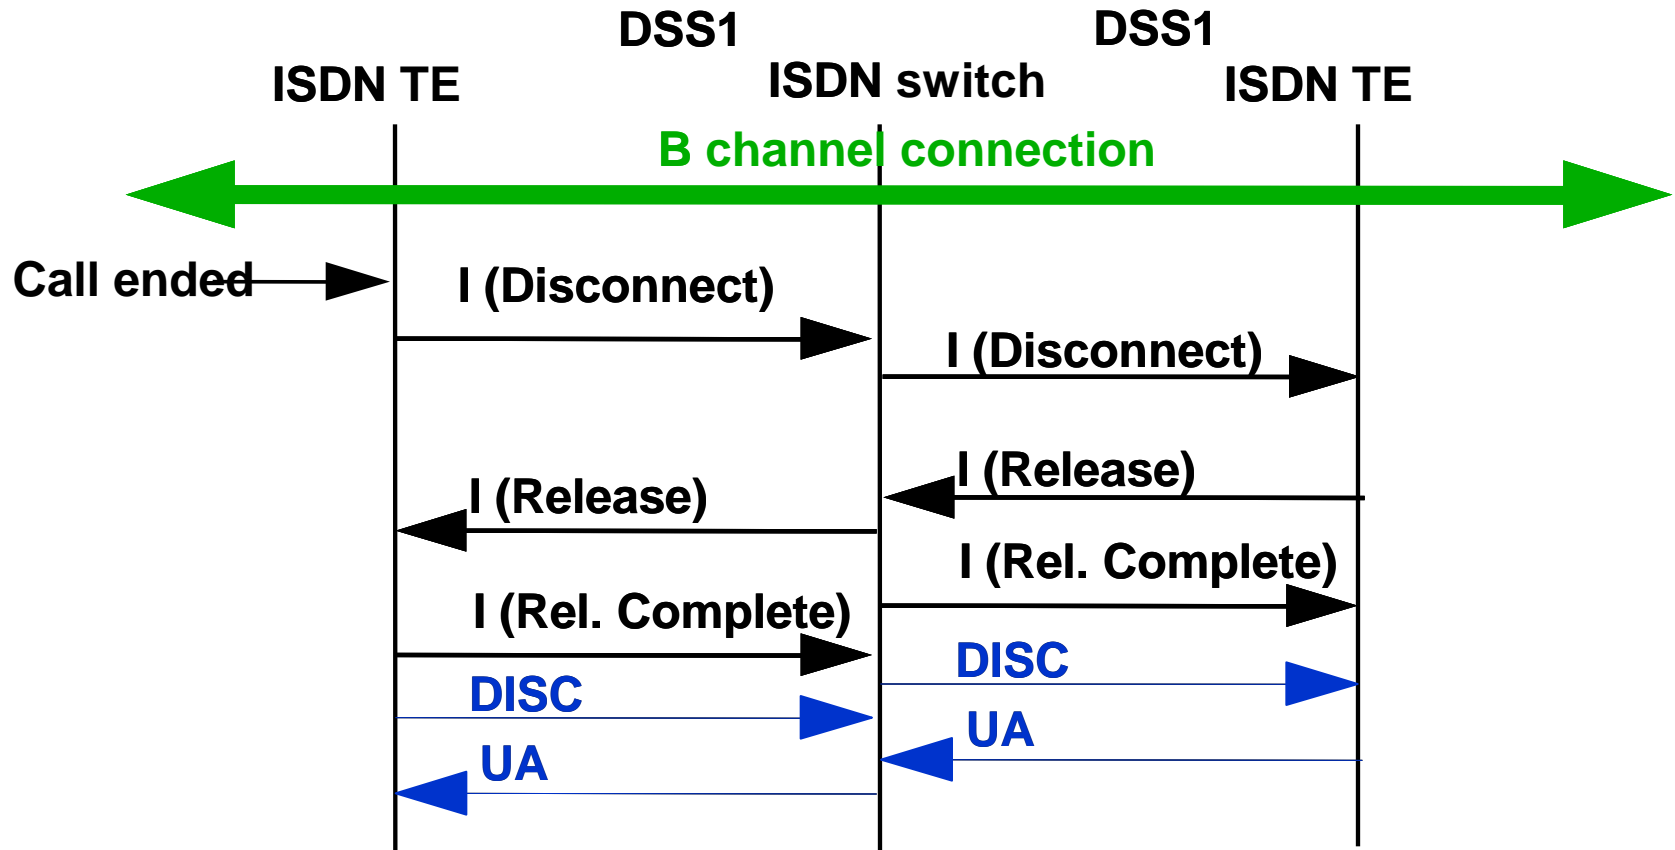 DSS1
DSS1
ISDN TE
ISDN switch
ISDN TE
B channel connection
Call ended
I (Disconnect)
I (Disconnect)
I (Release)
I (Release)
I (Rel. Complete)
I (Rel. Complete)
DISC
DISC
UA
UA